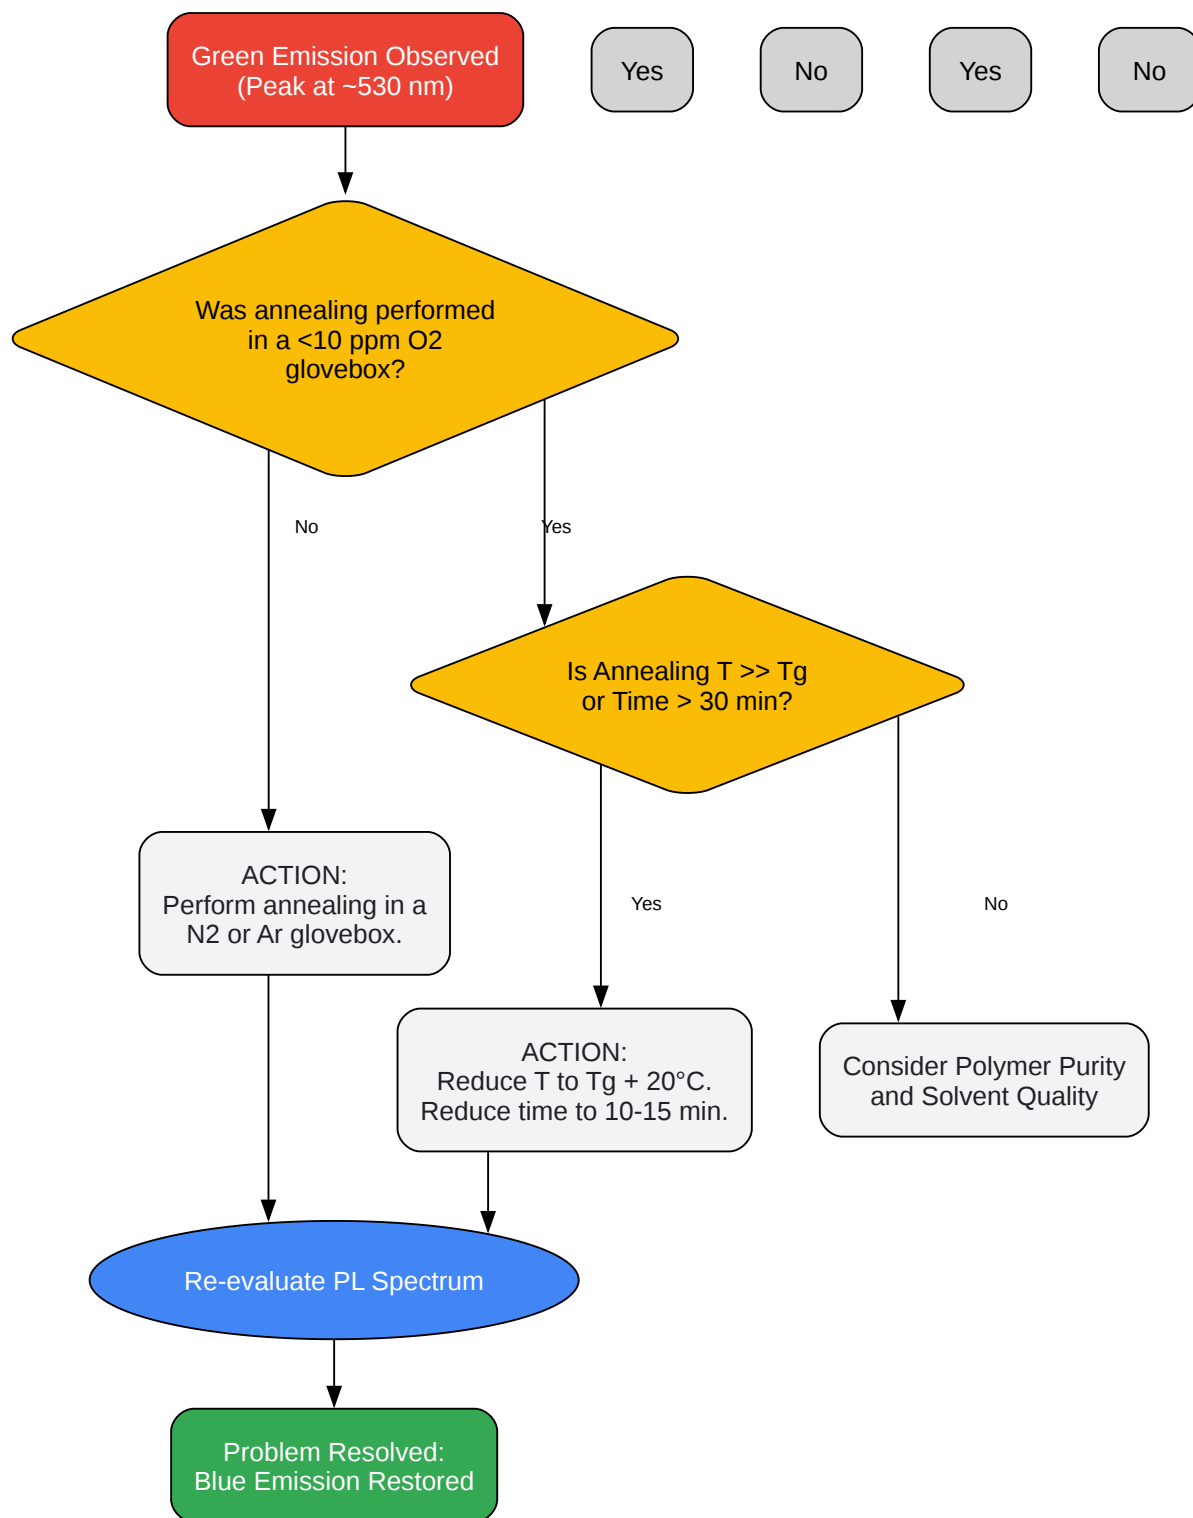 Green Emission Observed
(Peak at ~530 nm)
Yes
No
Yes
No
Was annealing performed
in a <10 ppm O2
glovebox?
No
Yes
Is Annealing T >> Tg
or Time > 30 min?
ACTION:
Perform annealing in a
N2 or Ar glovebox.
Yes
No
ACTION:
Reduce T to Tg + 20°C.
Reduce time to 10-15 min.
Consider Polymer Purity
and Solvent Quality
Re-evaluate PL Spectrum
Problem Resolved:
Blue Emission Restored